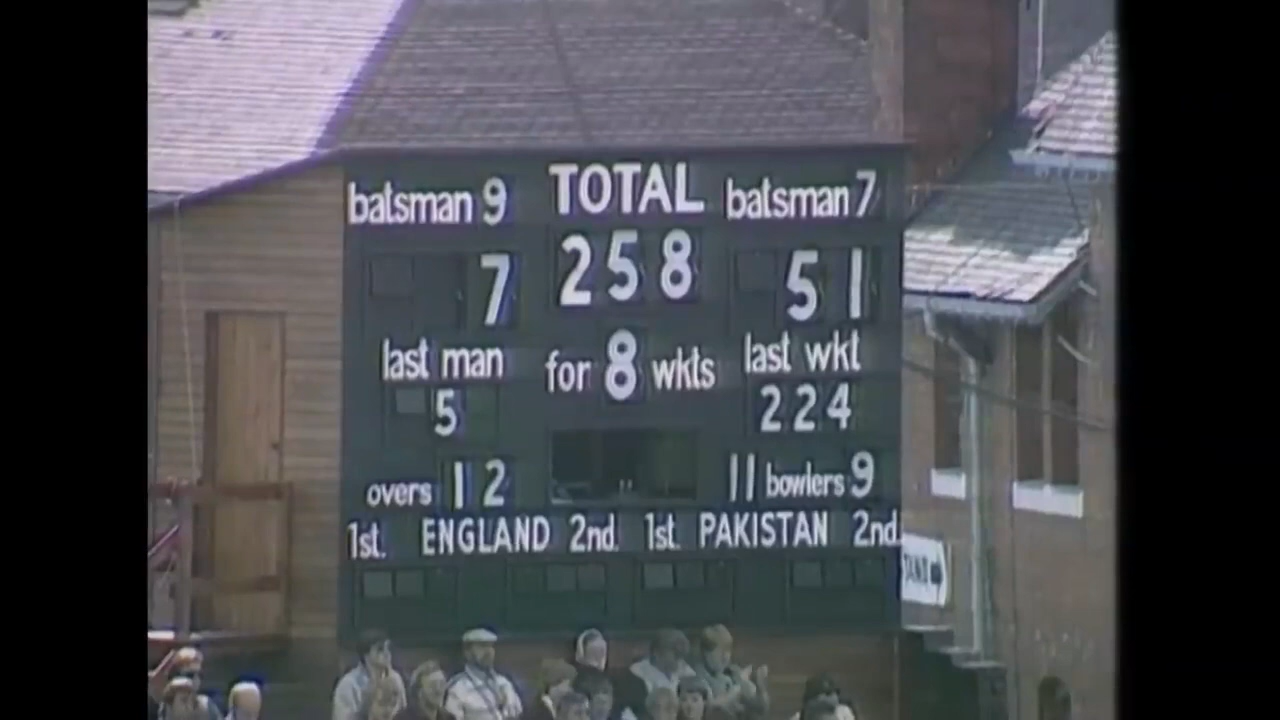 batsman 9 TOTAL batsman 7
7 258 51
last man for 8 wkts last wkt
5 224
overs 12 11 bowlers 9
1st. ENGLAND 2nd. 1st. PAKISTAN 2nd.